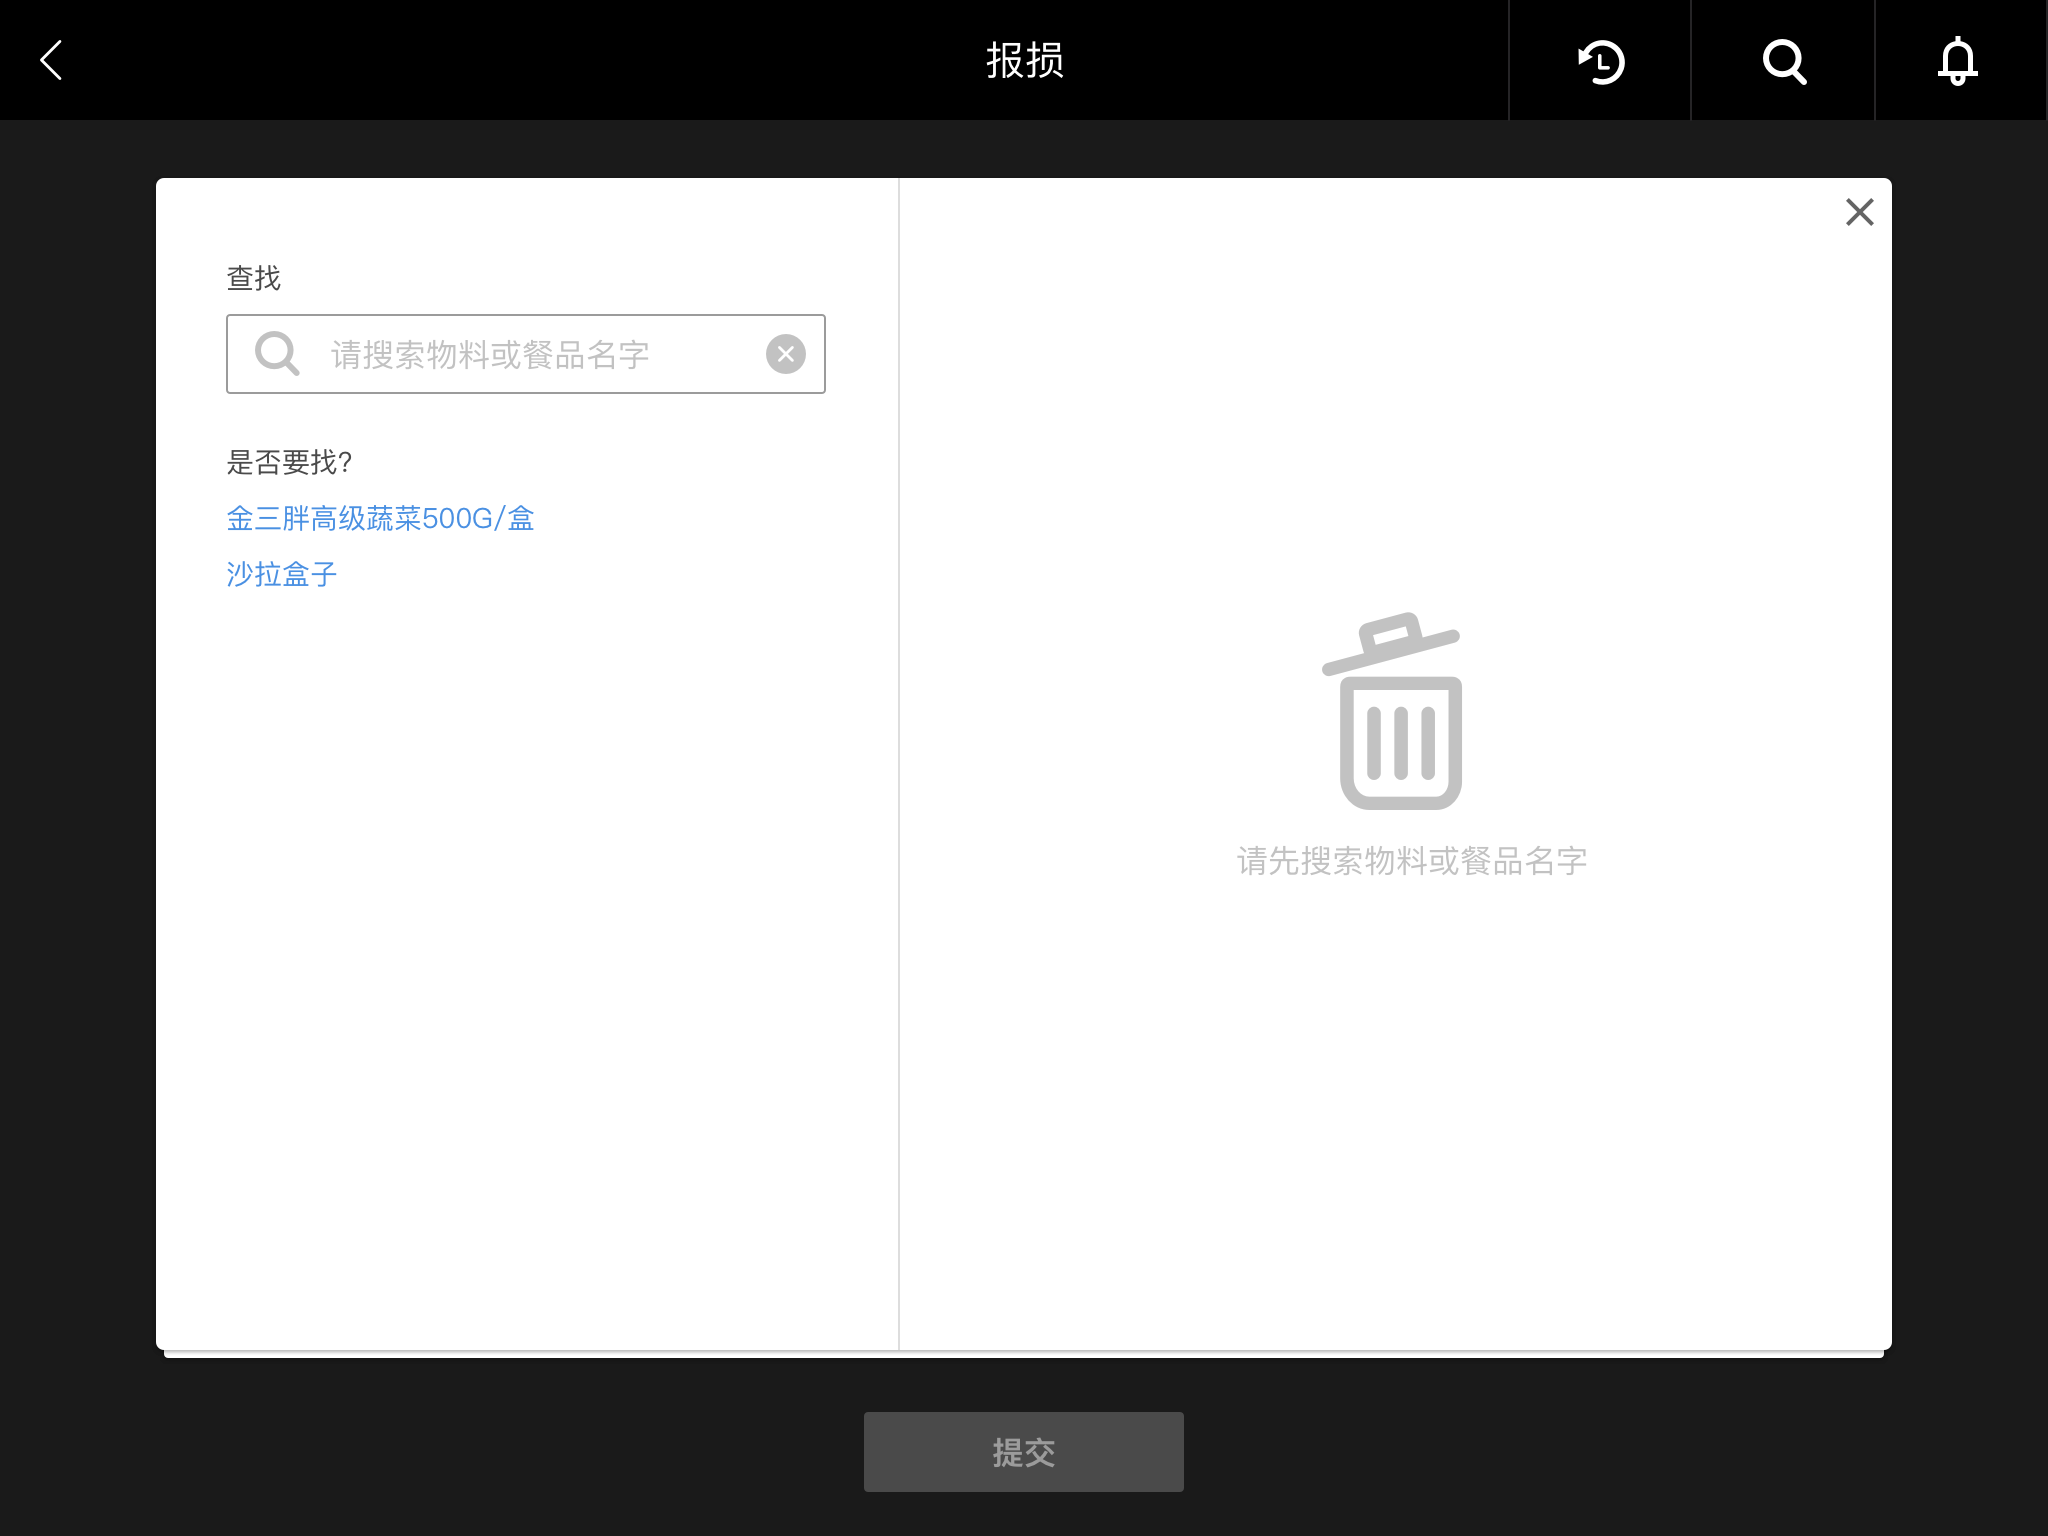 报损
查找
请搜索物料或餐品名字
是否要找?
金三胖高级蔬菜500G/盒
沙拉盒子
请先搜索物料或餐品名字
提交